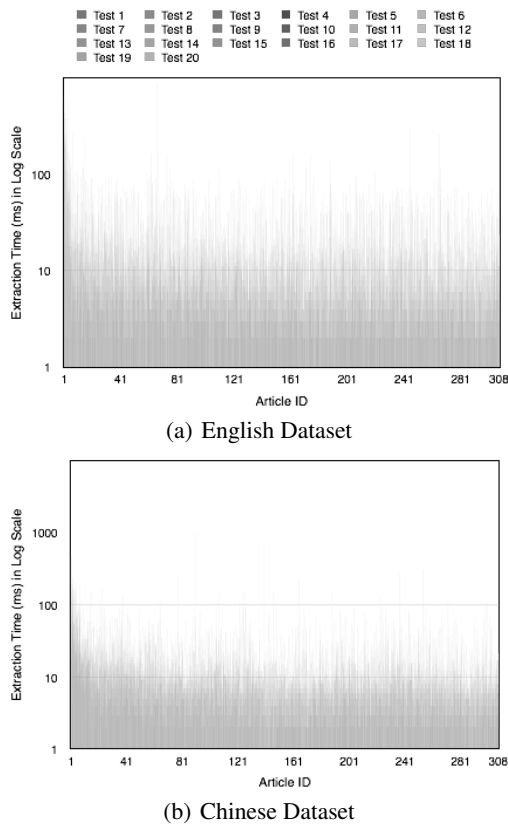 Test 1 Test 2 Test 3 Test 4 Test 5 Test 6
Test 7 Test 8 Test 9 Test 10 Test 11 Test 12
Test 13 Test 14 Test 15 Test 16 Test 17 Test 18
Test 19 Test 20
Extraction Time (ms) in Log Scale
100
10
1
1 41 81 121 161 201 241 281 308
Article ID
(a) English Dataset
Extraction Time (ms) in Log Scale
1000
100
10
1
1 41 81 121 161 201 241 281 308
Article ID
(b) Chinese Dataset